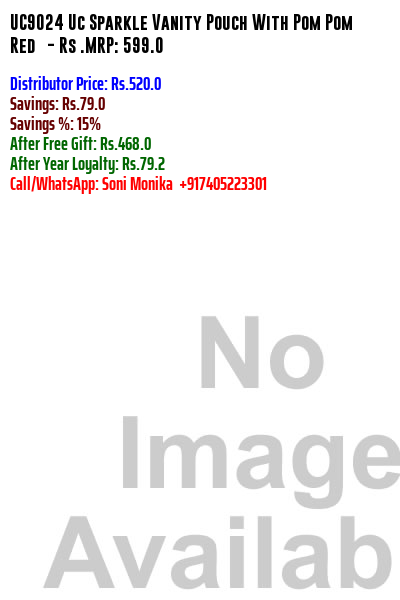 UC9024 Uc Sparkle Vanity Pouch With Pom Pom
Red - Rs .MRP: 599.0
Distributor Price: Rs.520.0
Savings: Rs.79.0
Savings %: 15%
After Free Gift: Rs.468.0
After Year Loyalty: Rs.79.2
Call/WhatsApp: Soni Monika +917405223301
No
Image
Availab